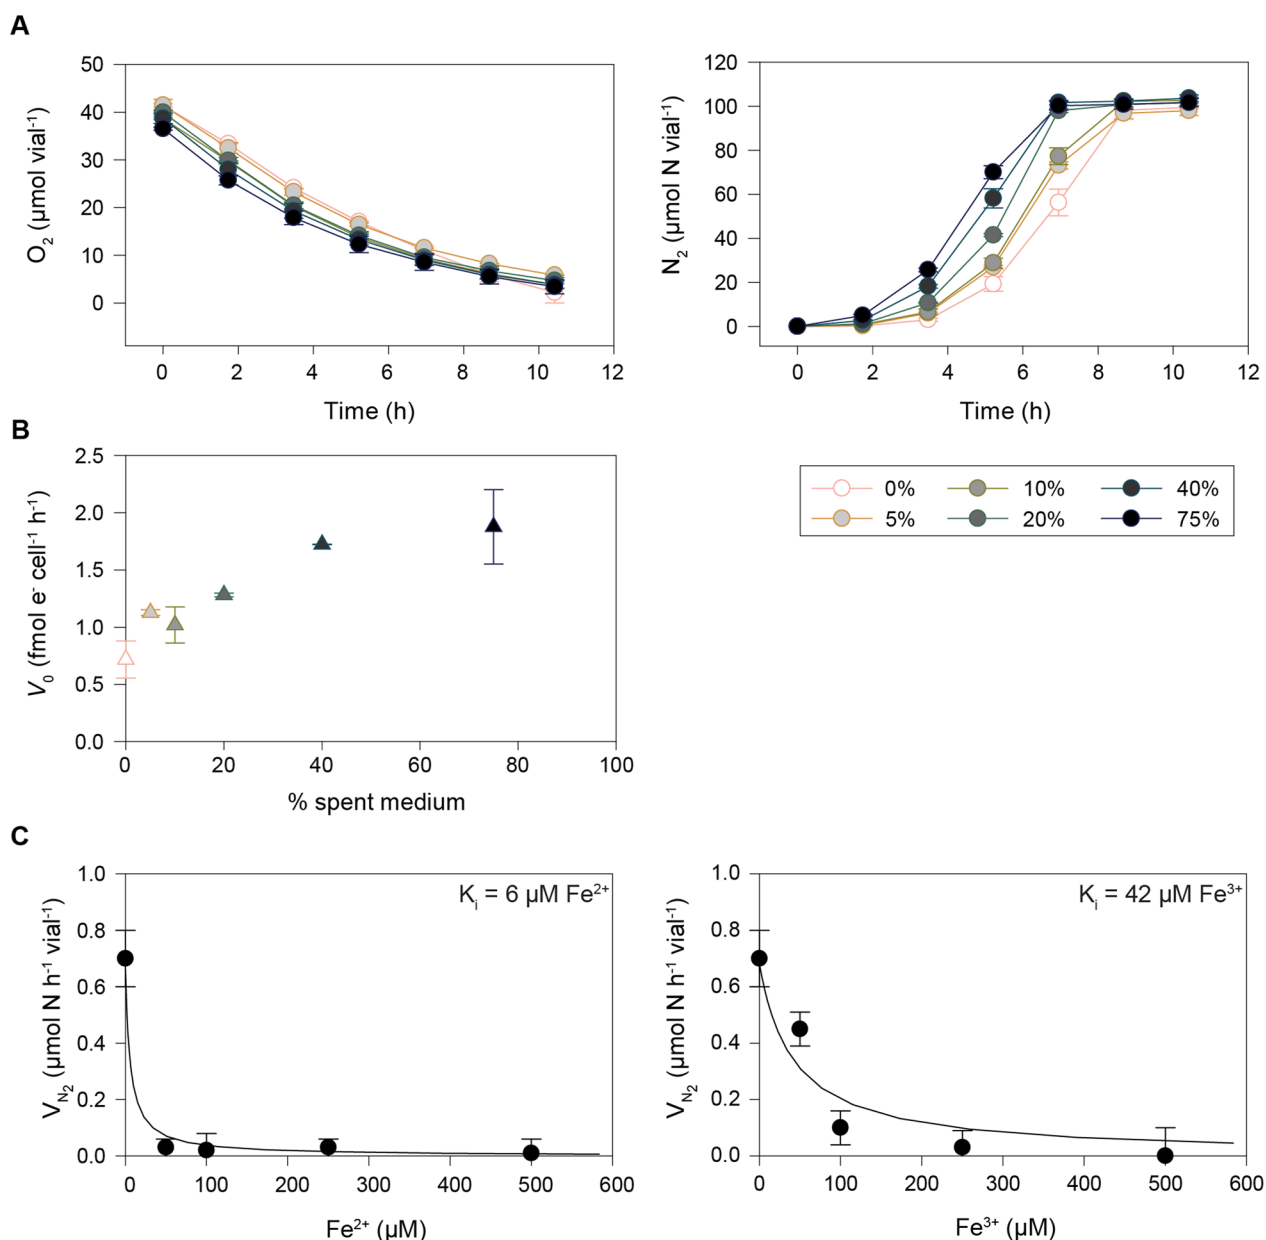 A
O₂ (µmol vial⁻¹)
50
40
30
20
10
0
0 2 4 6 8 10 12
Time (h)
N₂ (µmol N vial⁻¹)
120
100
80
60
40
20
0
0 2 4 6 8 10 12
Time (h)
B
V₀ (fmol e⁻ cell⁻¹ h⁻¹)
2.5
2.0
1.5
1.0
0.5
0.0
0 20 40 60 80 100
% spent medium
0% 10% 40%
5% 20% 75%
C
V_N₂ (µmol N h⁻¹ vial⁻¹)
1.0
0.8
0.6
0.4
0.2
0.0
Kᵢ = 6 µM Fe²⁺
0 100 200 300 400 500 600
Fe²⁺ (µM)
V_N₂ (µmol N h⁻¹ vial⁻¹)
1.0
0.8
0.6
0.4
0.2
0.0
Kᵢ = 42 µM Fe³⁺
0 100 200 300 400 500 600
Fe³⁺ (µM)